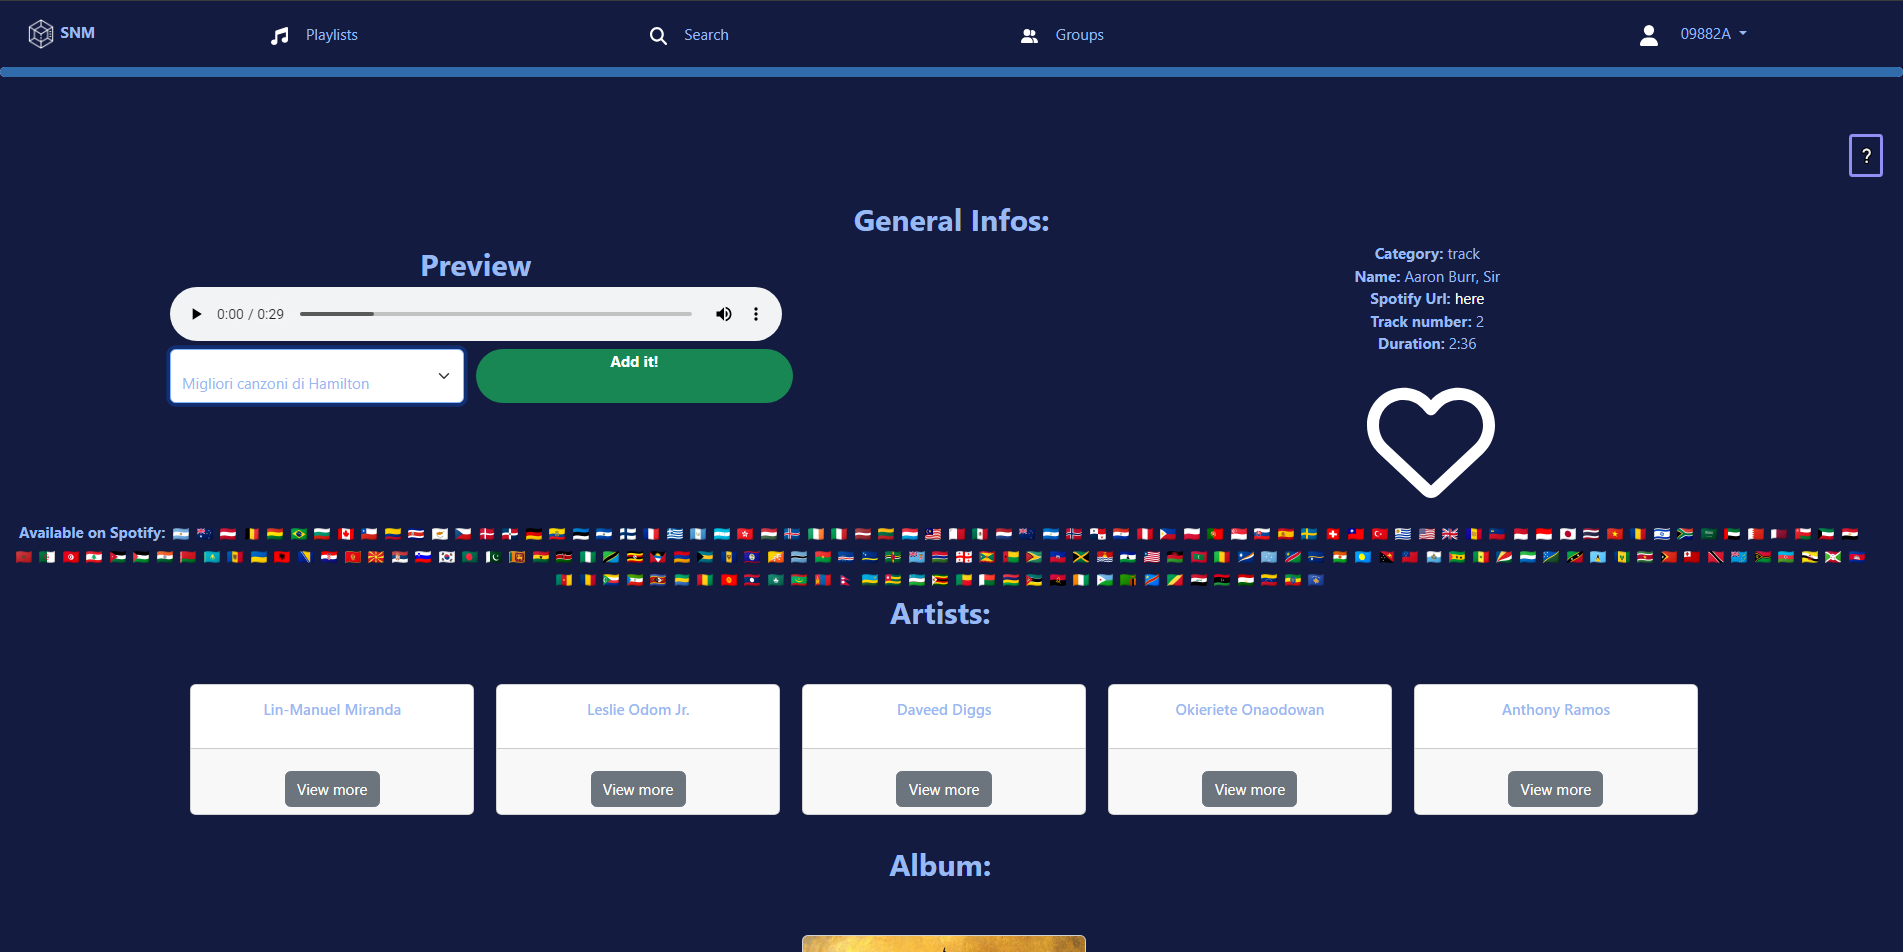 SNM
Playlists
Search
Groups
09882A
?
General Infos:
Preview
0:00 / 0:29
Migliori canzoni di Hamilton
Add it!
Category: track
Name: Aaron Burr, Sir
Spotify Url: here
Track number: 2
Duration: 2:36
Available on Spotify:
Artists:
Lin-Manuel Miranda
View more
Leslie Odom Jr.
View more
Daveed Diggs
View more
Okieriete Onaodowan
View more
Anthony Ramos
View more
Album: